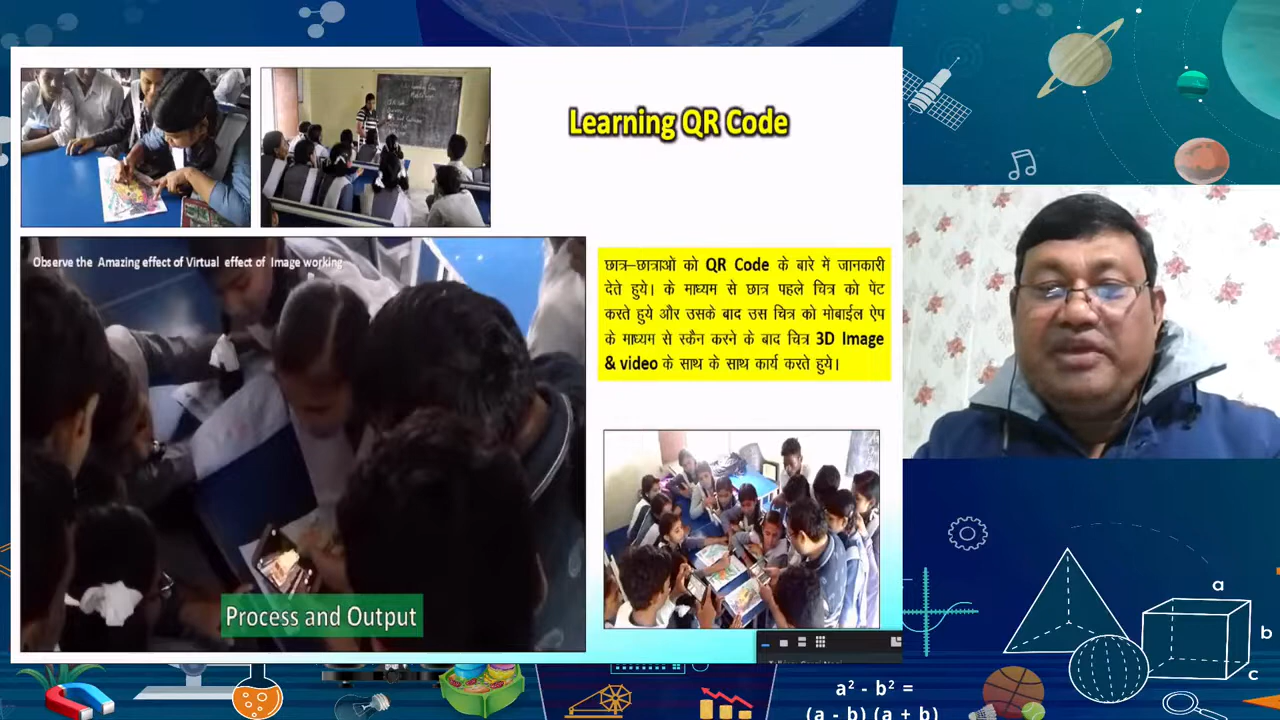 Learning QR Code
Observe the Amazing effect of Virtual effect of Image working
छात्र–छात्राओं को QR Code के बारे में जानकारी
देते हुये। के माध्यम से छात्र पहले चित्र को पेंट
करते हुये और उसके बाद उस चित्र को मोबाईल ऐप
के माध्यम से स्कैन करने के बाद चित्र 3D Image
& video के साथ के साथ कार्य करते हुये।
Process and Output
a
b
c
a² - b² =
(a - b) (a + b)